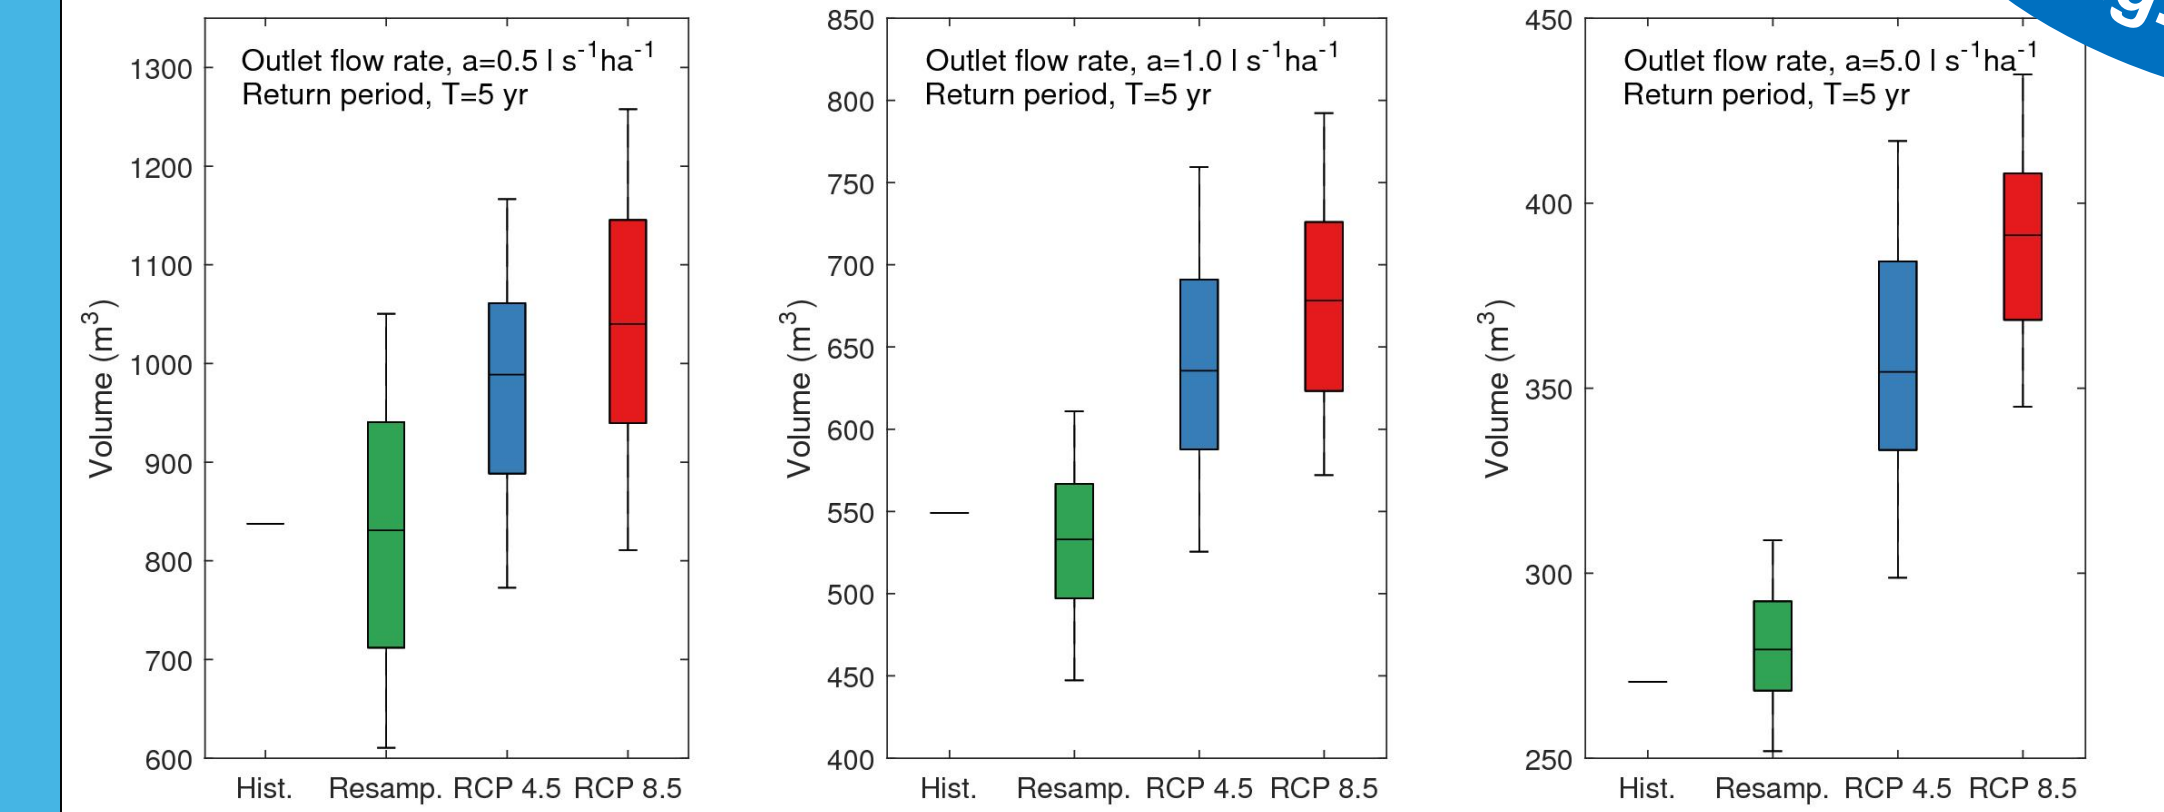 Outlet flow rate, a=0.5 l s⁻¹ha⁻¹
Return period, T=5 yr
Volume (m³)
1300
1200
1100
1000
900
800
700
600
Hist. Resamp. RCP 4.5 RCP 8.5
Outlet flow rate, a=1.0 l s⁻¹ha⁻¹
Return period, T=5 yr
Volume (m³)
850
800
750
700
650
600
550
500
450
400
Hist. Resamp. RCP 4.5 RCP 8.5
Outlet flow rate, a=5.0 l s⁻¹ha⁻¹
Return period, T=5 yr
Volume (m³)
450
400
350
300
250
Hist. Resamp. RCP 4.5 RCP 8.5